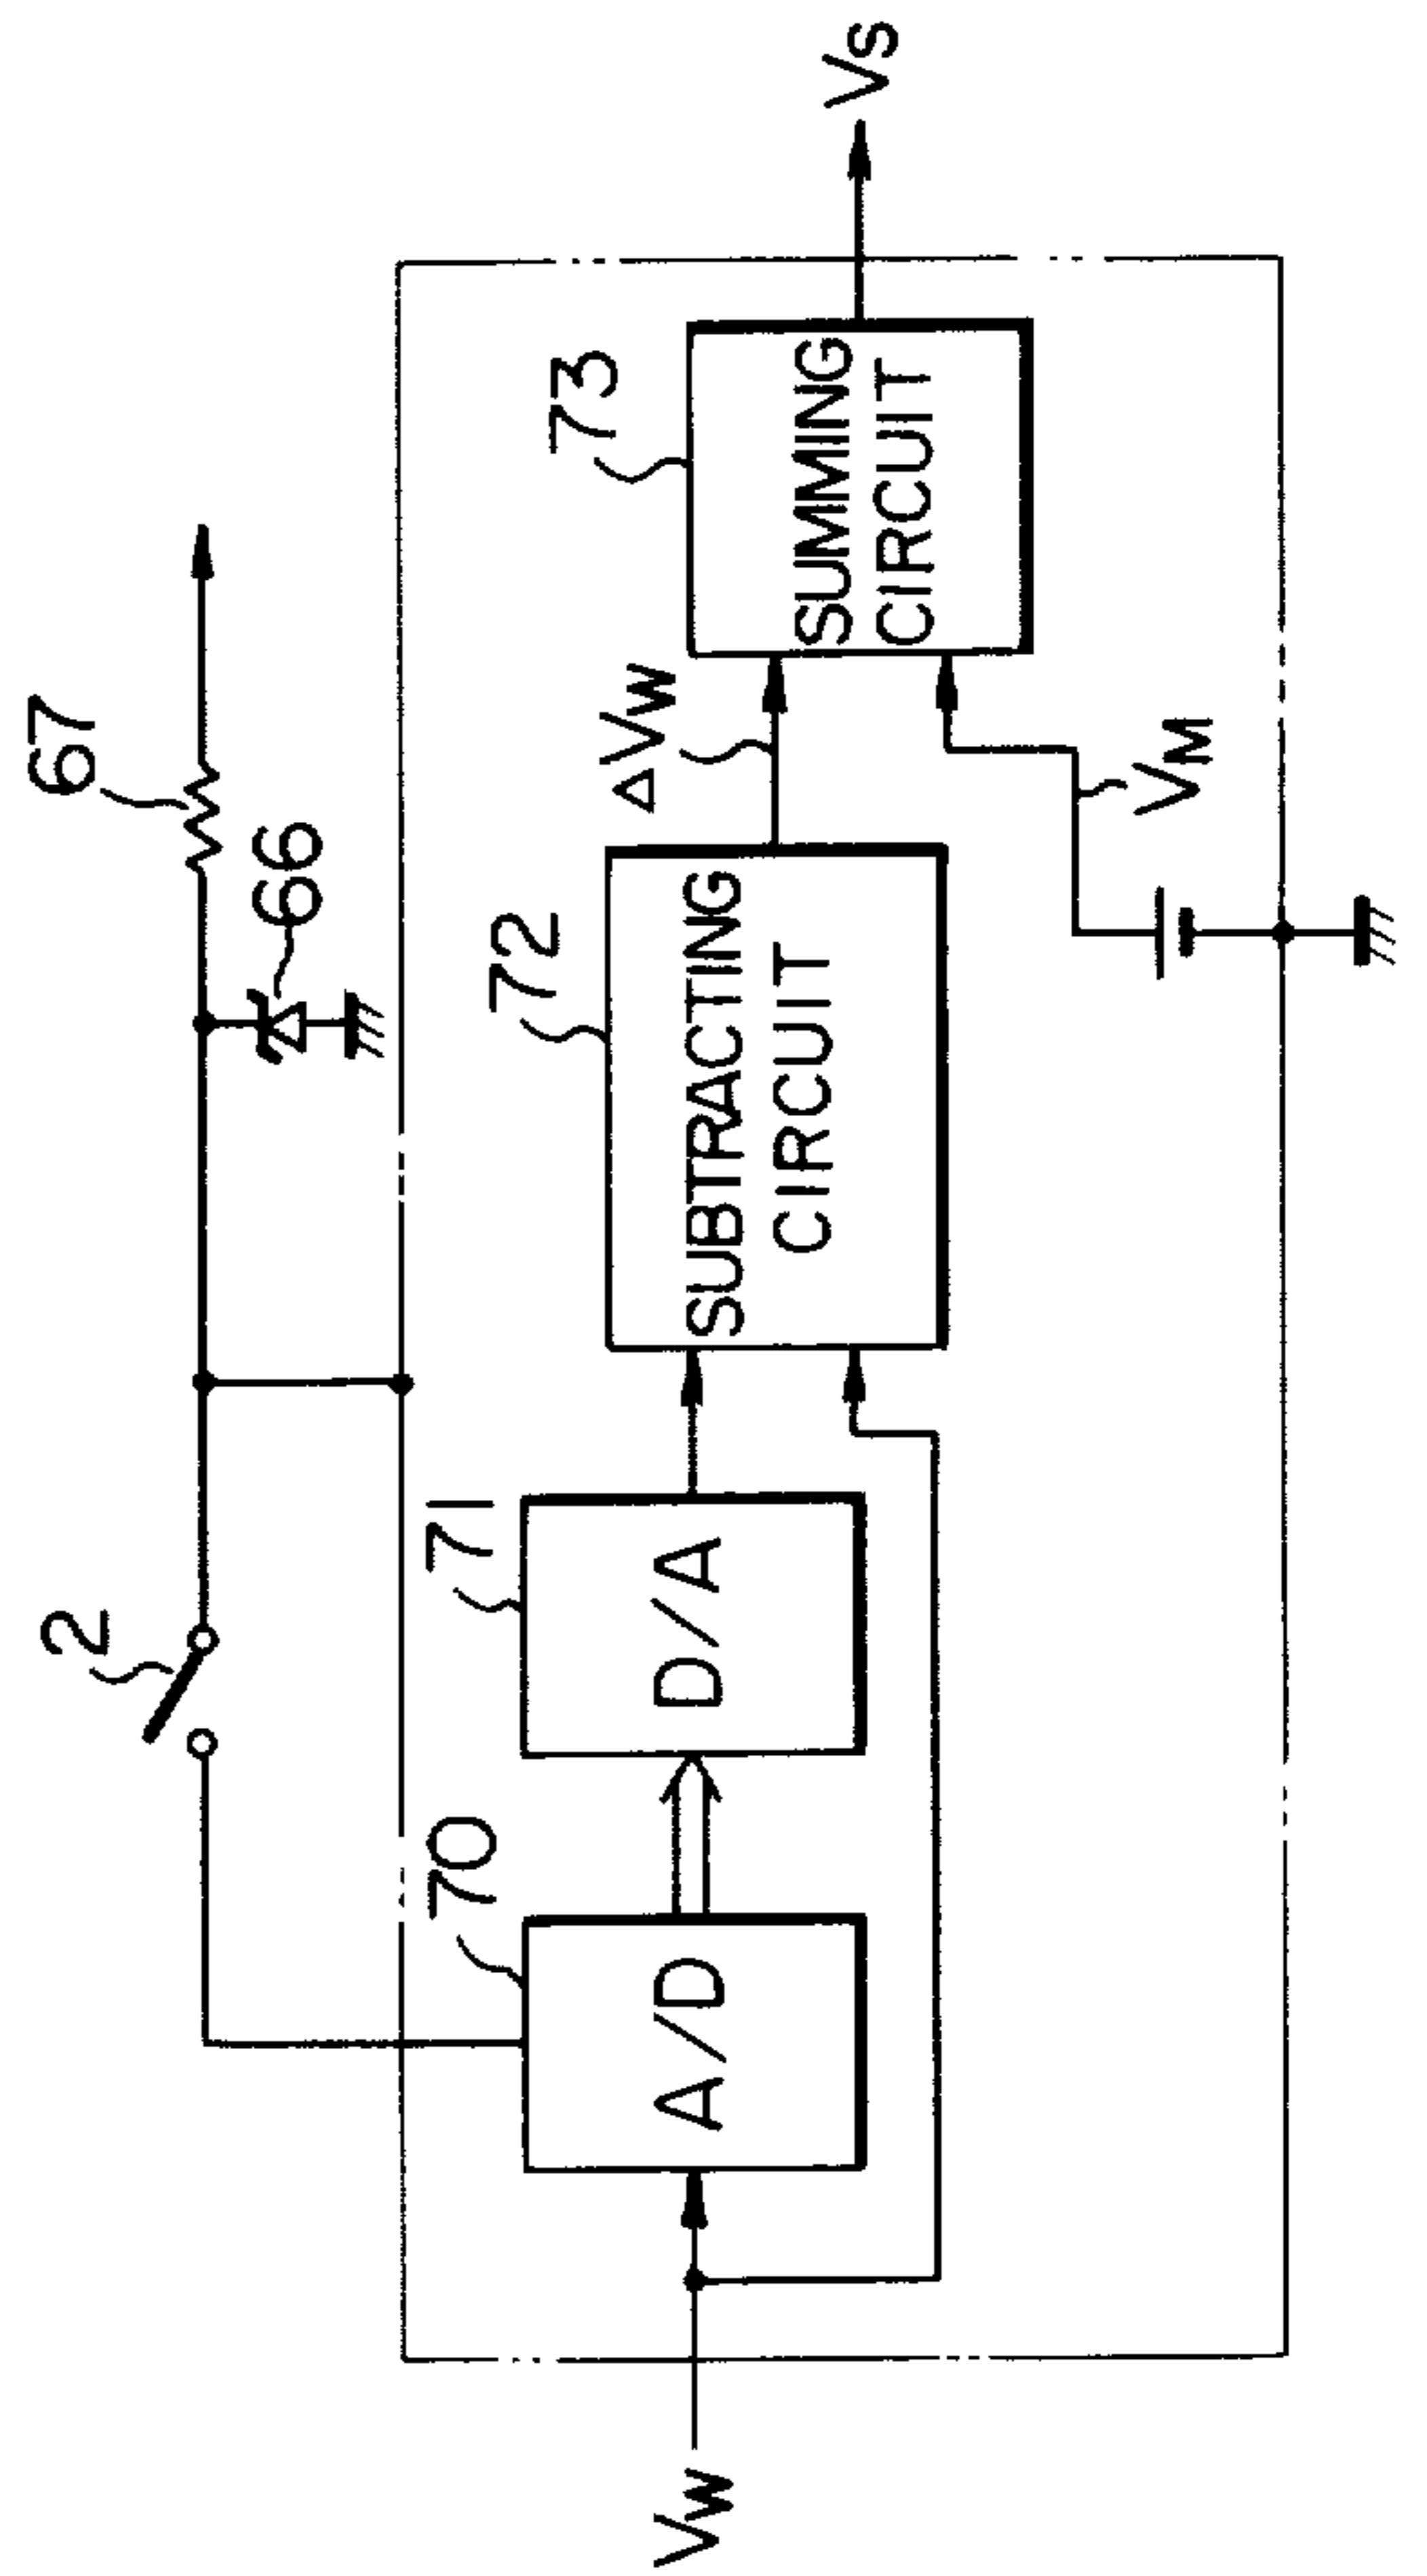 67
2
66
70
71
72
73
A/D
D/A
SUBTRACTING
CIRCUIT
ΔVW
SUMMING
CIRCUIT
VS
VW
VM